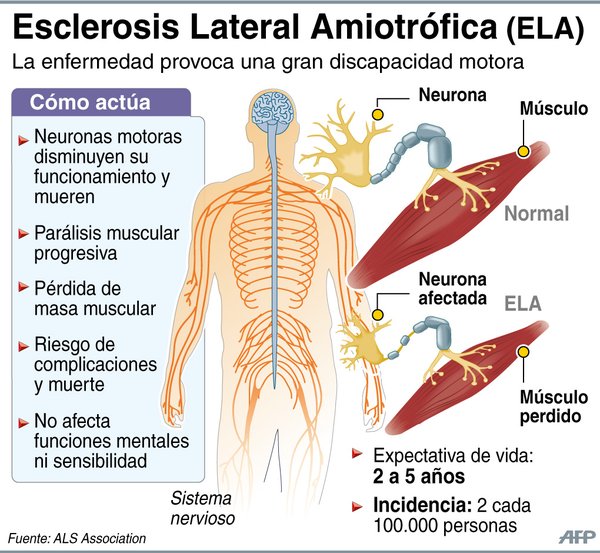 Esclerosis Lateral Amiotrófica (ELA)
La enfermedad provoca una gran discapacidad motora
Cómo actúa
Neuronas motoras
disminuyen su
funcionamiento y
mueren
Parálisis muscular
progresiva
Pérdida de
masa muscular
Riesgo de
complicaciones
y muerte
No afecta
funciones mentales
ni sensibilidad
Neurona
Músculo
Normal
Neurona
afectada
ELA
Músculo
perdido
Sistema
nervioso
Expectativa de vida:
2 a 5 años
Incidencia: 2 cada
100.000 personas
Fuente: ALS Association
AFP